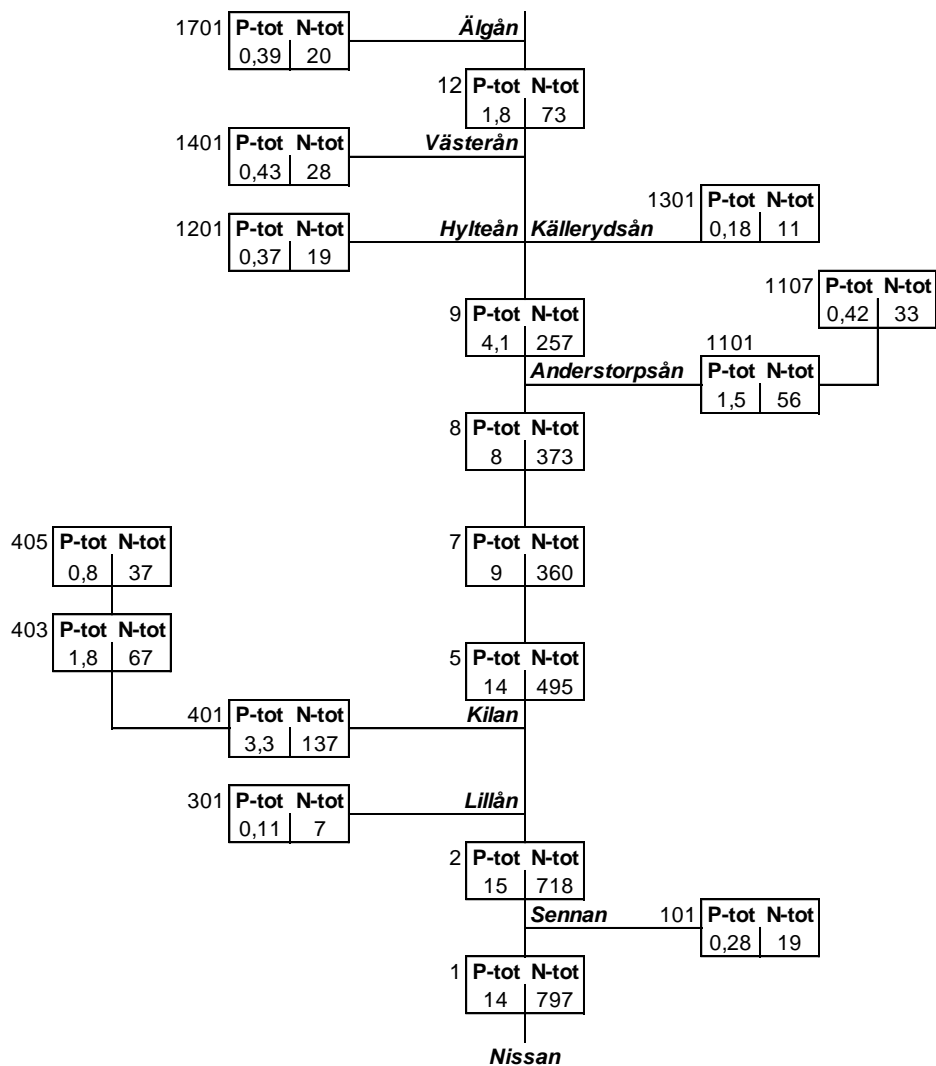 1701 P-tot N-tot Älgån
0,39 20
12 P-tot N-tot
1,8 73
1401 P-tot N-tot Västerån
0,43 28
1301 P-tot N-tot
0,18 11
1201 P-tot N-tot Hylteån Källerydsån
0,37 19
1107 P-tot N-tot
0,42 33
9 P-tot N-tot
4,1 257
1101
Anderstorpsån P-tot N-tot
1,5 56
8 P-tot N-tot
8 373
405 P-tot N-tot
0,8 37
7 P-tot N-tot
9 360
403 P-tot N-tot
1,8 67
5 P-tot N-tot
14 495
401 P-tot N-tot Kilan
3,3 137
301 P-tot N-tot Lillån
0,11 7
2 P-tot N-tot
15 718
Sennan 101 P-tot N-tot
0,28 19
1 P-tot N-tot
14 797
Nissan